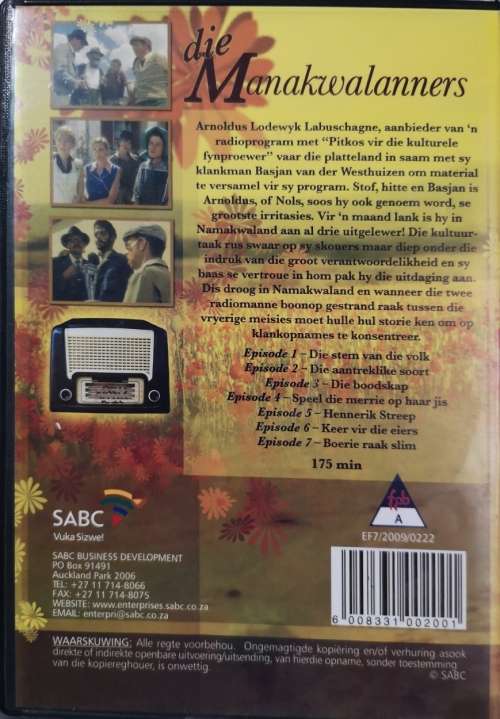 die
Manakwalanners
Arnoldus Lodewyk Labuschagne, aanbieder van 'n
radioprogram met "Pitkos vir die kulturele
fynproewer" vaar die platteland in saam met sy
klankman Basjan van der Westhuizen om material
te versamel vir sy program. Stof, hitte en Basjan is
Arnoldus, of Nols, soos hy ook genoem word, se
grootste irritasies. Vir 'n maand lank is hy in
Namakwaland aan al drie uitgelewer! Die kultuur-
taak rus swaar op sy skouers maar diep onder die
indruk van die groot verantwoordelikheid en sy
baas se vertroue in hom pak hy die uitdaging aan.
Dis droog in Namakwaland en wanneer die twee
radiomanne boonop gestrand raak tussen die
vryerige meisies moet hulle hul storie ken om op
klankopnames te konsentreer.
Episode 1 – Die stem van die volk
Episode 2 – Die aantreklike soort
Episode 3 – Die boodskap
Episode 4 – Speel die merrie op haar jis
Episode 5 – Hennerik Streep
Episode 6 – Keer vir die eiers
Episode 7 – Boerie raak slim
175 min
fpb
A
EF7/2009/0222
SABC
Vuka Sizwe!
SABC BUSINESS DEVELOPMENT
PO Box 91491
Auckland Park 2006
TEL: +27 11 714-8066
FAX: +27 11 714-8075
WEBSITE: www.enterprises.sabc.co.za
EMAIL: enterpri@sabc.co.za
6 008331 002001
WAARSKUWING: Alle regte voorbehou. Ongemagtigde kopiëring en/of verhuring asook
direkte of indirekte openbare uitvoering/uitsending, van hierdie opname, sonder toestemming
van die kopiereghouer, is onwettig.
© SABC